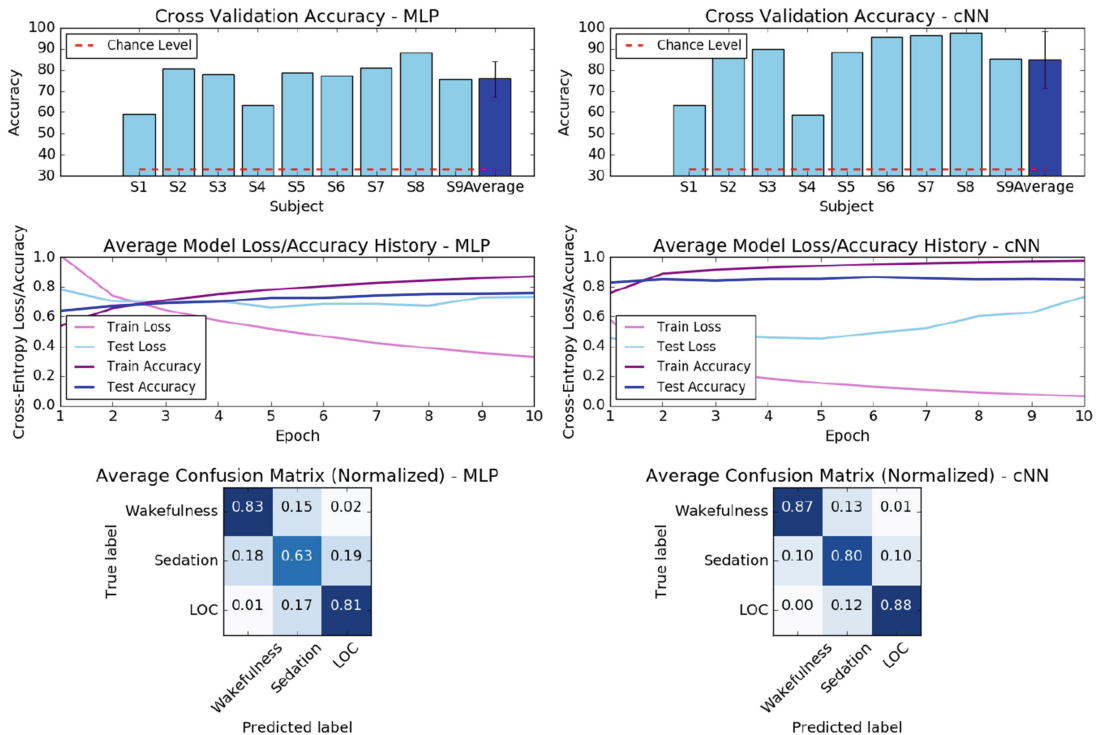 Cross Validation Accuracy - MLP
Accuracy
100
90
80
70
60
50
40
30
Chance Level
S1 S2 S3 S4 S5 S6 S7 S8 S9Average
Subject
Cross Validation Accuracy - cNN
Accuracy
100
90
80
70
60
50
40
30
Chance Level
S1 S2 S3 S4 S5 S6 S7 S8 S9Average
Subject
Average Model Loss/Accuracy History - MLP
Cross-Entropy Loss/Accuracy
1.0
0.8
0.6
0.4
0.2
0.0
Train Loss
Test Loss
Train Accuracy
Test Accuracy
1 2 3 4 5 6 7 8 9 10
Epoch
Average Model Loss/Accuracy History - cNN
Cross-Entropy Loss/Accuracy
1.0
0.8
0.6
0.4
0.2
0.0
Train Loss
Test Loss
Train Accuracy
Test Accuracy
1 2 3 4 5 6 7 8 9 10
Epoch
Average Confusion Matrix (Normalized) - MLP
True label
Wakefulness 0.83 0.15 0.02
Sedation 0.18 0.63 0.19
LOC 0.01 0.17 0.81
Wakefulness Sedation LOC
Predicted label
Average Confusion Matrix (Normalized) - cNN
True label
Wakefulness 0.87 0.13 0.01
Sedation 0.10 0.80 0.10
LOC 0.00 0.12 0.88
Wakefulness Sedation LOC
Predicted label